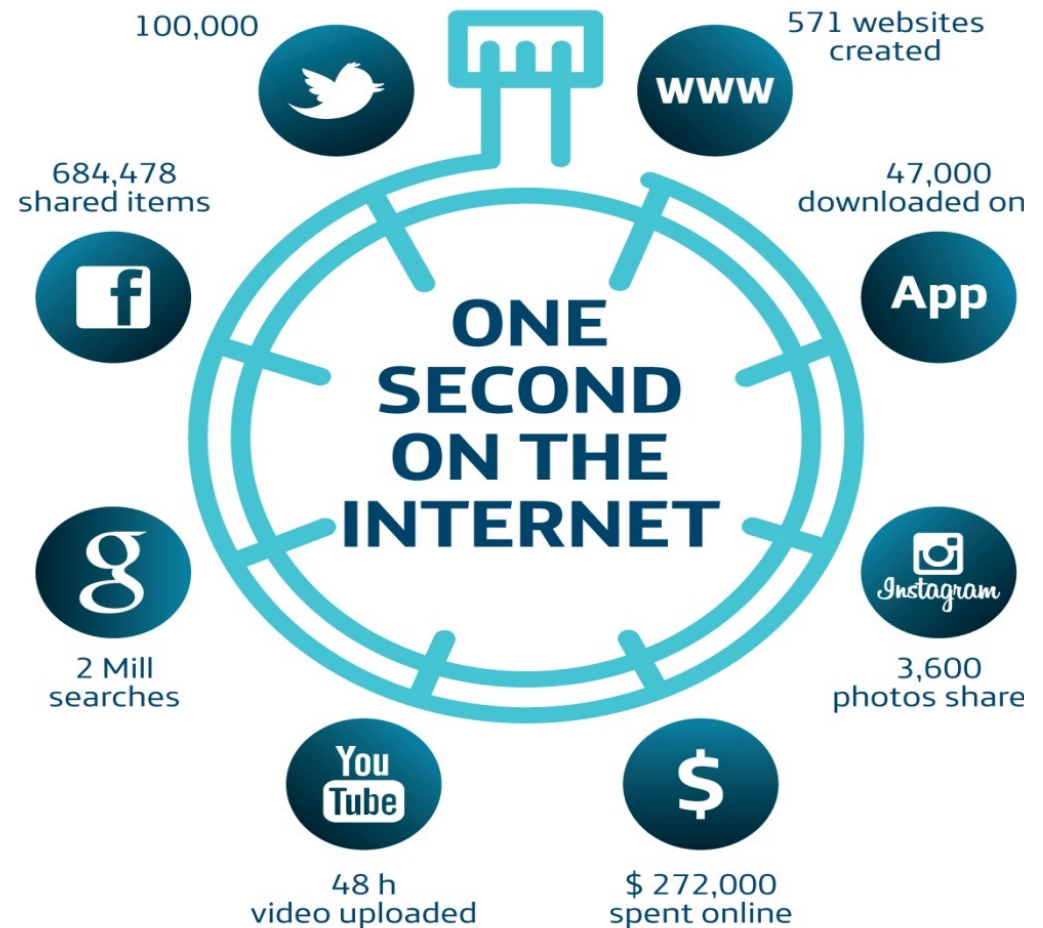 100,000
571 websites
created
www
684,478
shared items
47,000
downloaded on
f
App
ONE
SECOND
ON THE
INTERNET
g
Instagram
2 Mill
searches
3,600
photos share
You
Tube
$
48 h
video uploaded
$ 272,000
spent online